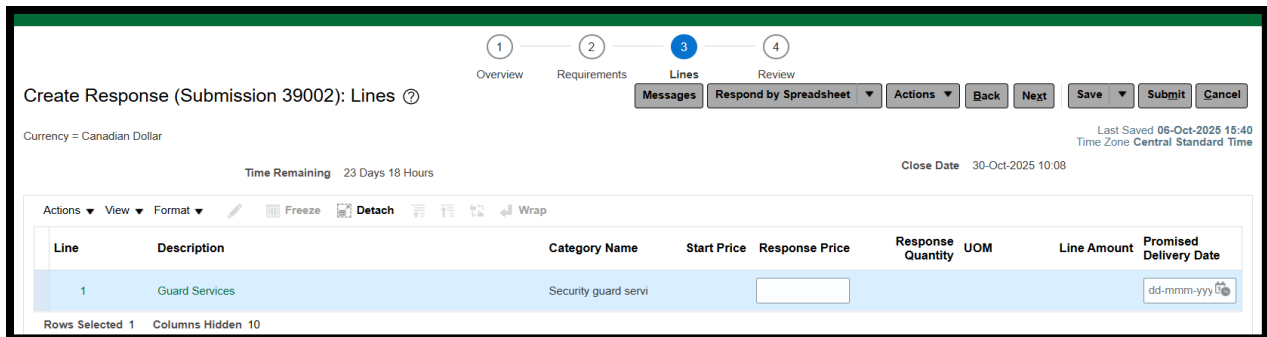 1 2 3 4
Overview Requirements Lines Review
Create Response (Submission 39002): Lines ?
Messages Respond by Spreadsheet Actions Back Next Save Submit Cancel
Currency = Canadian Dollar
Last Saved 06-Oct-2025 15:40
Time Zone Central Standard Time
Time Remaining 23 Days 18 Hours
Close Date 30-Oct-2025 10:08
Actions View Format Freeze Detach Wrap
Line Description Category Name Start Price Response Price Response Quantity UOM Line Amount Promised Delivery Date
1 Guard Services Security guard servi dd-mmm-yyy
Rows Selected 1 Columns Hidden 10